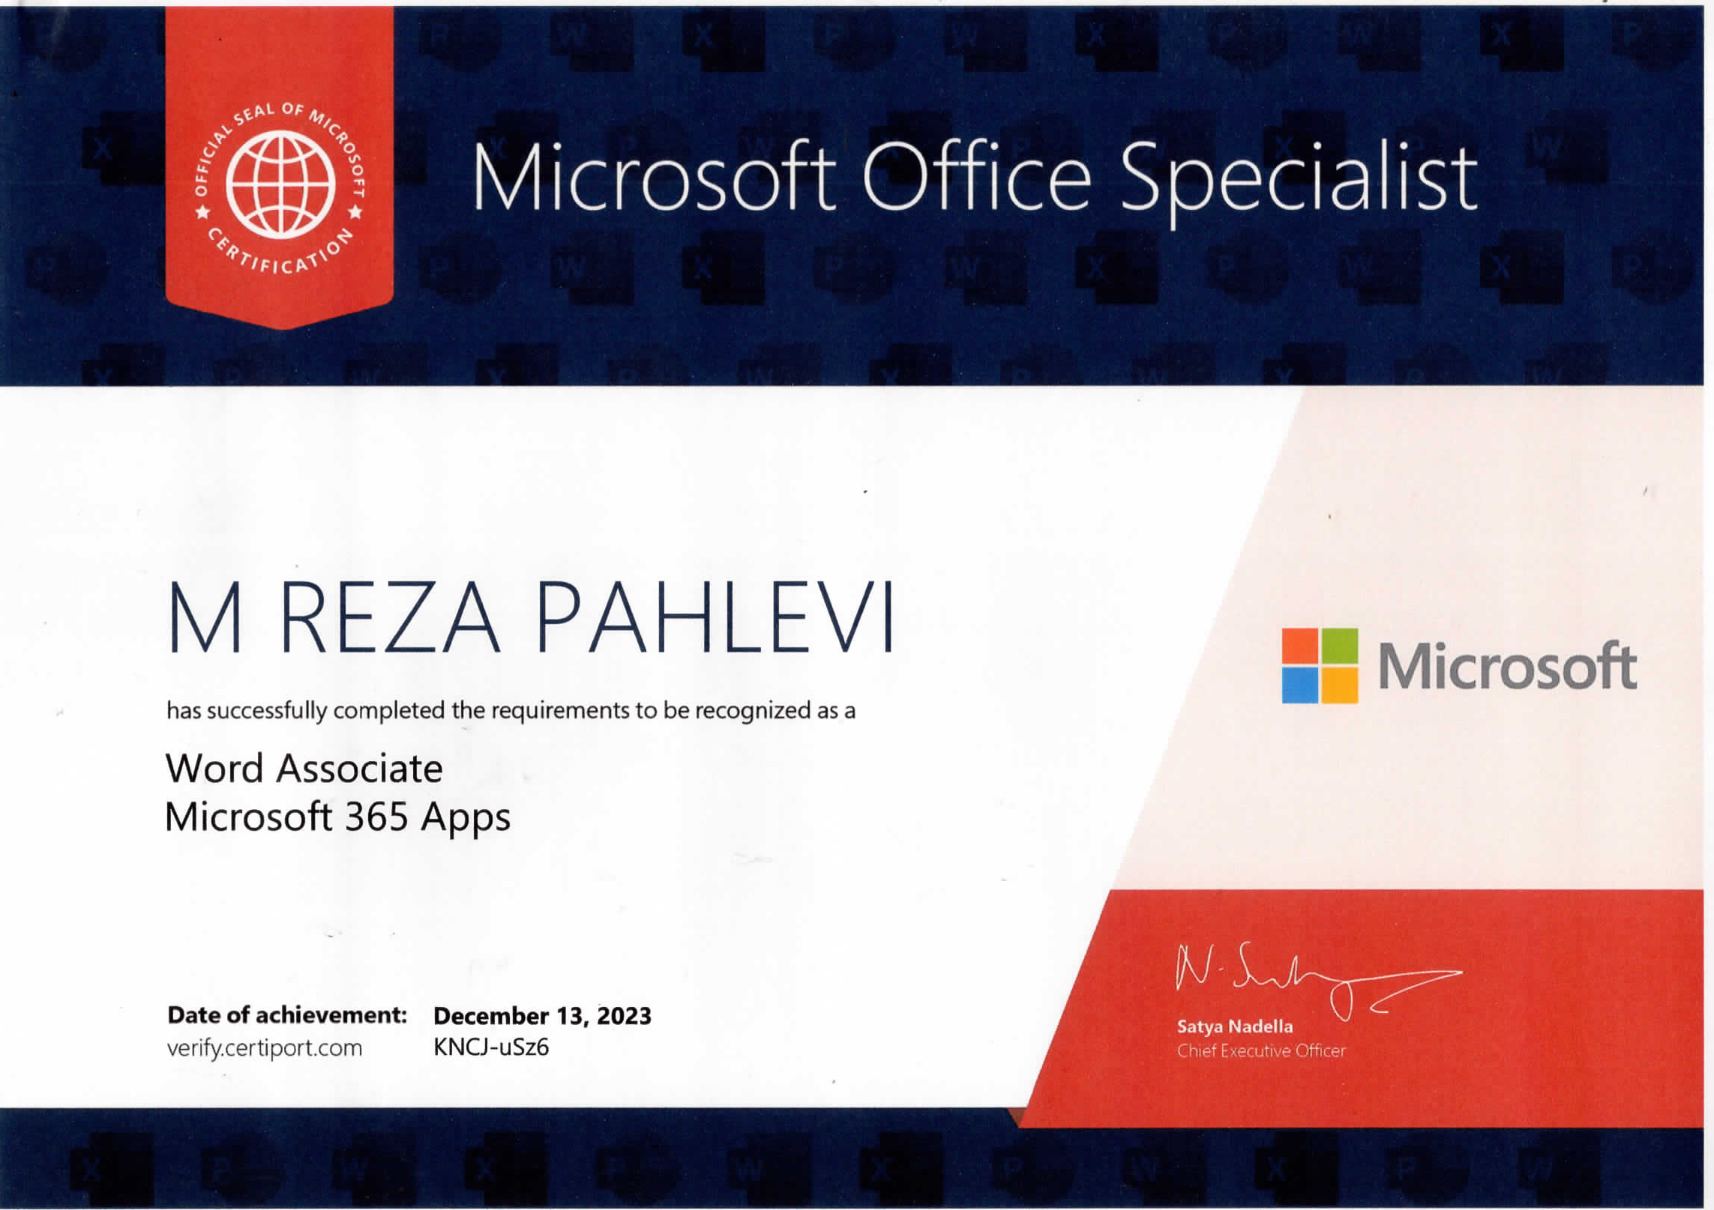 OFFICIAL SEAL OF MICROSOFT
★ CERTIFICATION ★
Microsoft Office Specialist
M REZA PAHLEVI
has successfully completed the requirements to be recognized as a
Word Associate
Microsoft 365 Apps
Microsoft
Date of achievement: December 13, 2023
verify.certiport.com KNCJ-uSz6
N. Satya
Satya Nadella
Chief Executive Officer